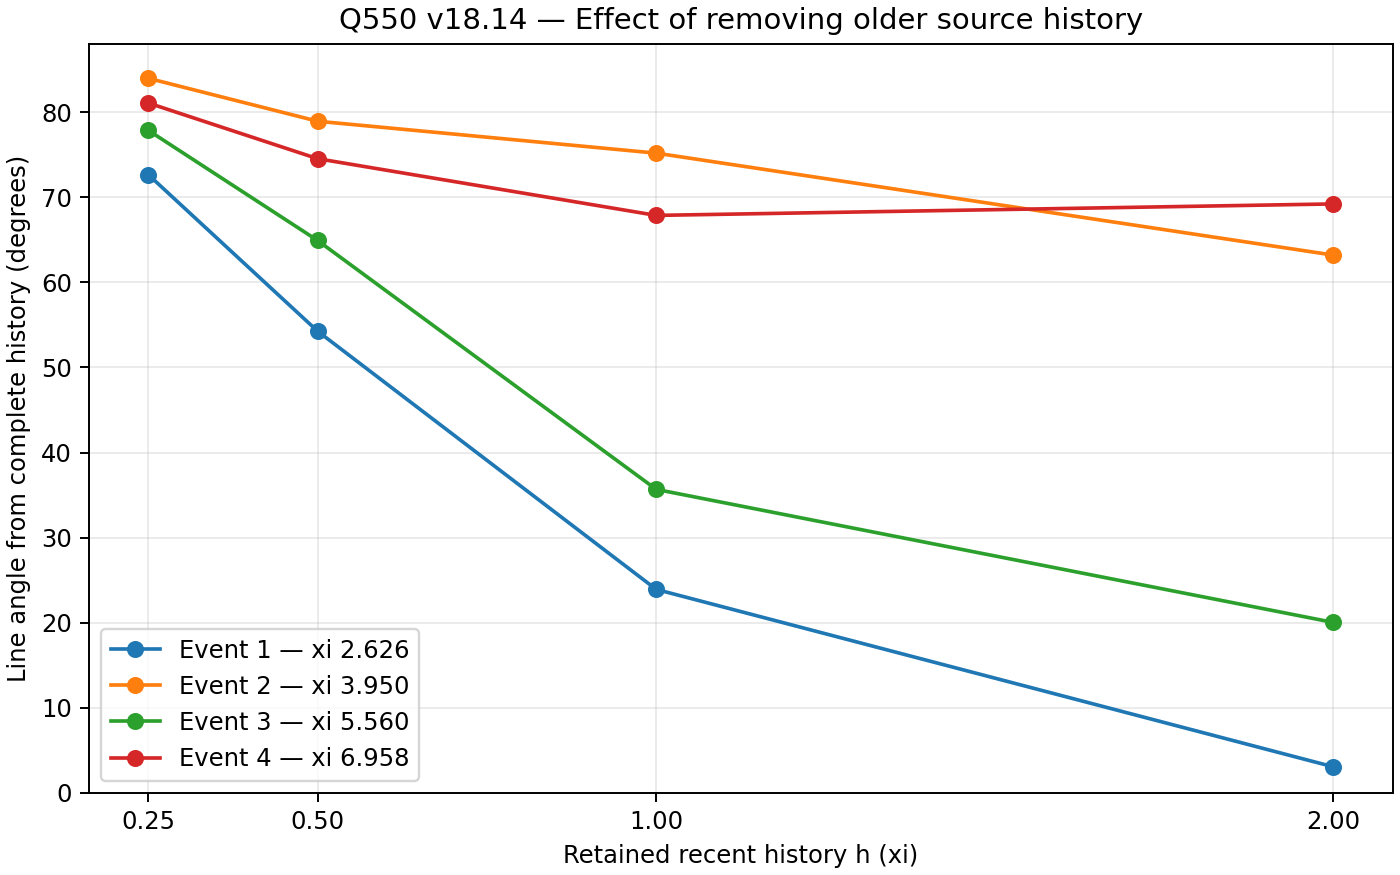 Q550 v18.14 — Effect of removing older source history
Line angle from complete history (degrees)
80
70
60
50
40
30
20
10
0
Event 1 — xi 2.626
Event 2 — xi 3.950
Event 3 — xi 5.560
Event 4 — xi 6.958
0.25 0.50 1.00 2.00
Retained recent history h (xi)